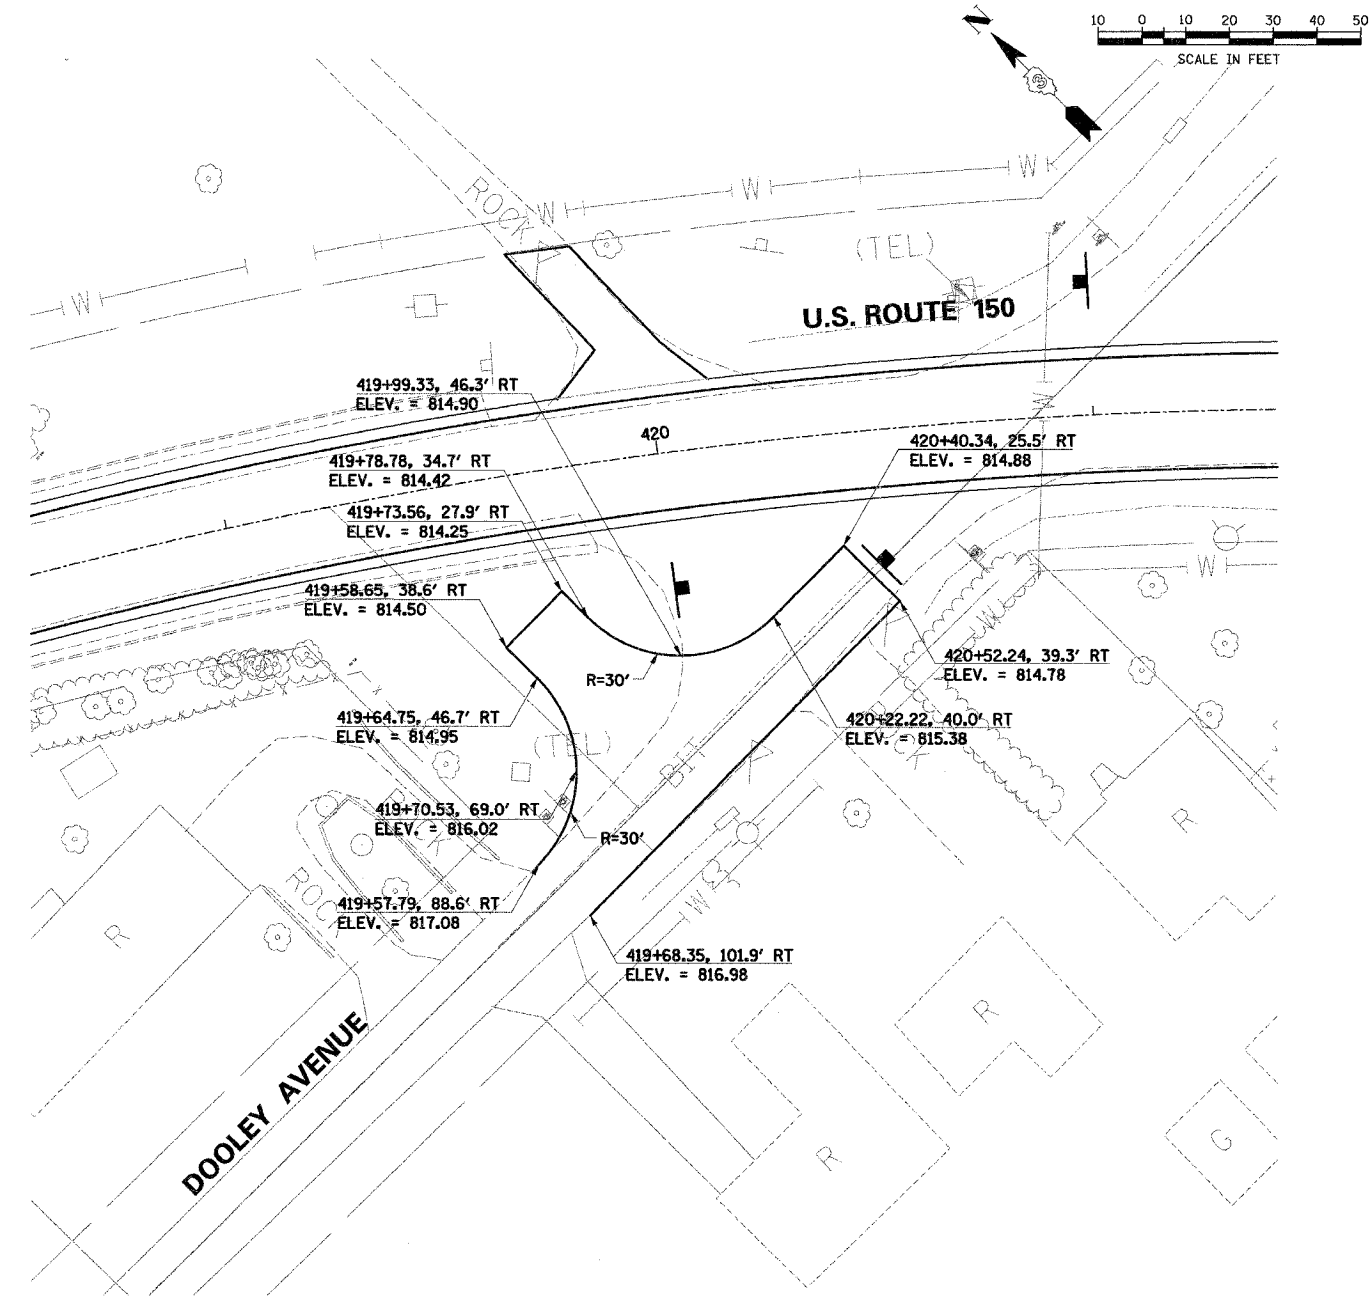 N
10 0 10 20 30 40 50
SCALE IN FEET
ROCK
W
W
W
W
(TEL)
U.S. ROUTE 150
419+99.33, 46.3' RT
ELEV. = 814.90
W
420
420+40.34, 25.5' RT
ELEV. = 814.88
419+78.78, 34.7' RT
ELEV. = 814.42
419+73.56, 27.9' RT
ELEV. = 814.25
W
419+58.65, 38.6' RT
ELEV. = 814.50
W
420+52.24, 39.3' RT
ELEV. = 814.78
R=30'
419+64.75, 46.7' RT
ELEV. = 814.95
420+22.22, 40.0' RT
ELEV. = 815.38
(TEL)
BIT
419+70.53, 69.0' RT
ELEV. = 816.02
R=30'
R
ROCK
419+57.79, 88.6' RT
ELEV. = 817.08
W
R
419+68.35, 101.9' RT
ELEV. = 816.98
R
DOOLEY AVENUE
R
G